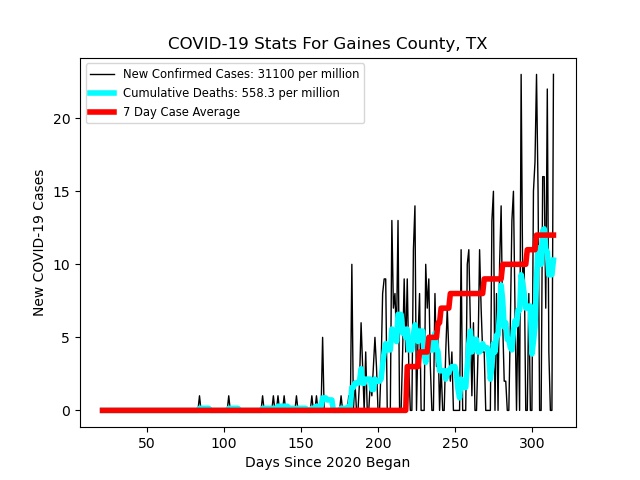 COVID-19 Stats For Gaines County, TX
New Confirmed Cases: 31100 per million
Cumulative Deaths: 558.3 per million
7 Day Case Average
New COVID-19 Cases
20
15
10
5
0
50 100 150 200 250 300
Days Since 2020 Began